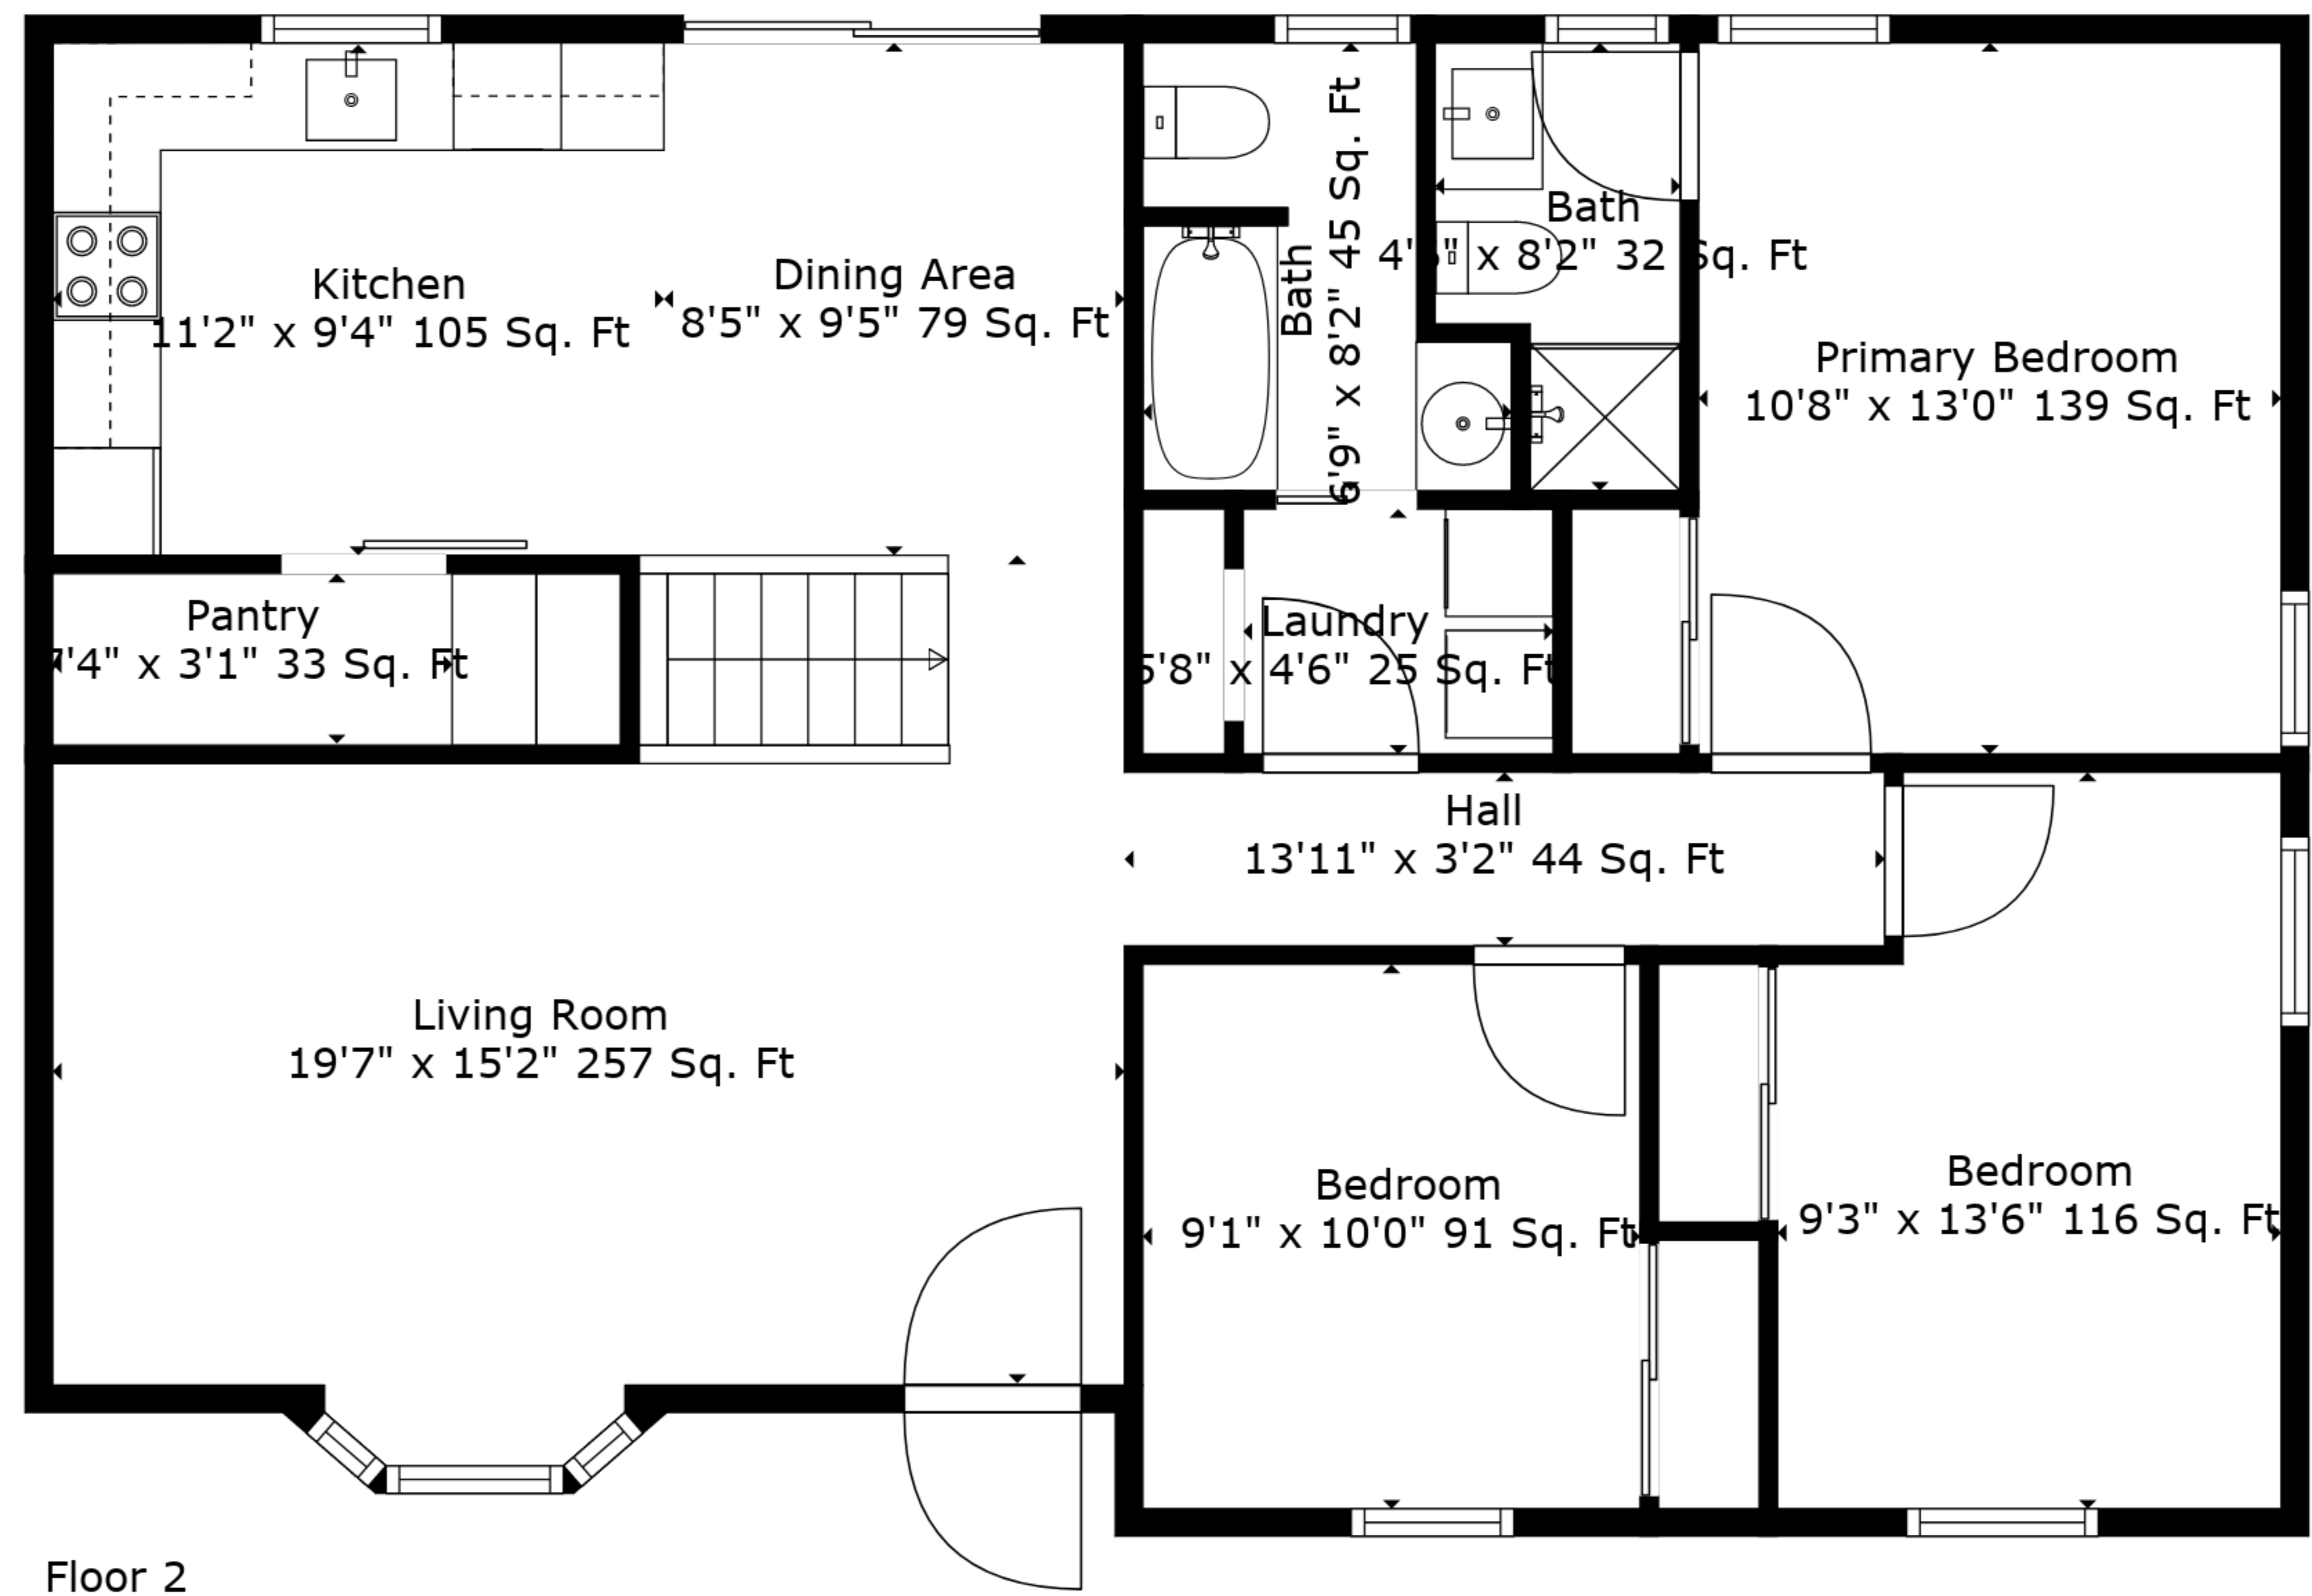 Kitchen
11'2" x 9'4" 105 Sq. Ft
Dining Area
8'5" x 9'5" 79 Sq. Ft
Bath
6'9" x 8'2" 45 Sq. Ft
Bath
x 8'2" 32 Sq. Ft
Primary Bedroom
10'8" x 13'0" 139 Sq. Ft
Pantry
7'4" x 3'1" 33 Sq. Ft
Laundry
5'8" x 4'6" 25 Sq. Ft
Hall
13'11" x 3'2" 44 Sq. Ft
Living Room
19'7" x 15'2" 257 Sq. Ft
Bedroom
9'1" x 10'0" 91 Sq. Ft
Bedroom
9'3" x 13'6" 116 Sq. Ft
Floor 2